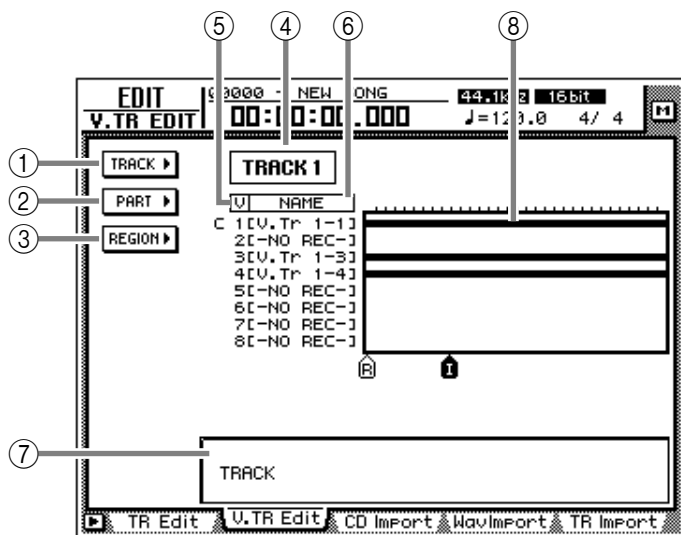 5 4 6 8
EDIT
V.TR EDIT
- NEW
44.1k 16bit
00:00:00.000
♩=120.0 4/ 4
M
1 TRACK ▶
2 PART ▶
3 REGION ▶
TRACK 1
V NAME
C 1[V.Tr 1-1]
2[-NO REC-]
3[V.Tr 1-3]
4[V.Tr 1-4]
5[-NO REC-]
6[-NO REC-]
7[-NO REC-]
8[-NO REC-]
R I
7 TRACK
TR Edit V.TR Edit CD Import WavImport TR Import